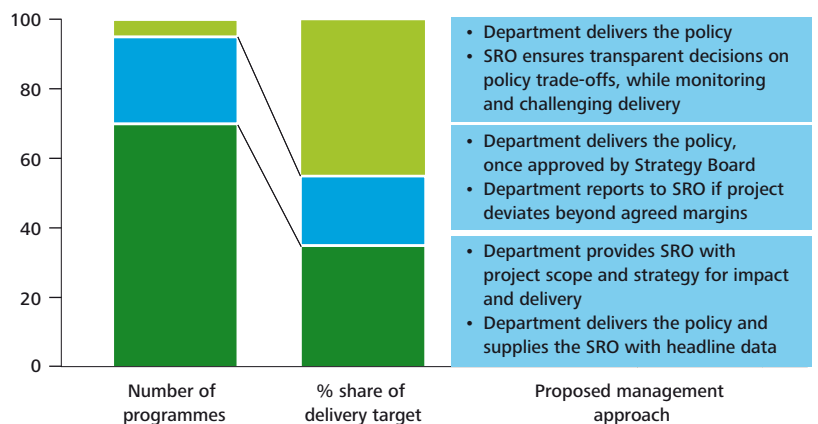 100
80
60
40
20
0
Number of
programmes
% share of
delivery target
• Department delivers the policy
• SRO ensures transparent decisions on
policy trade-offs, while monitoring
and challenging delivery
• Department delivers the policy,
once approved by Strategy Board
• Department reports to SRO if project
deviates beyond agreed margins
• Department provides SRO with
project scope and strategy for impact
and delivery
• Department delivers the policy and
supplies the SRO with headline data
Proposed management
approach